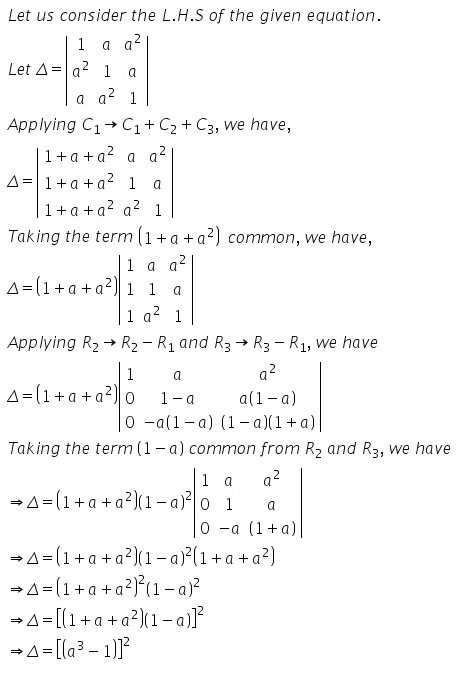 Let us consider the L.H.S of the given equation.
Let Δ = | 1 a a² |
| a² 1 a |
| a a² 1 |
Applying C₁ → C₁ + C₂ + C₃, we have,
Δ = | 1 + a + a² a a² |
| 1 + a + a² 1 a |
| 1 + a + a² a² 1 |
Taking the term (1 + a + a²) common, we have,
Δ = (1 + a + a²) | 1 a a² |
| 1 1 a |
| 1 a² 1 |
Applying R₂ → R₂ − R₁ and R₃ → R₃ − R₁, we have
Δ = (1 + a + a²) | 1 a a² |
| 0 1 − a a(1 − a) |
| 0 −a(1 − a) (1 − a)(1 + a) |
Taking the term (1 − a) common from R₂ and R₃, we have
⇒ Δ = (1 + a + a²)(1 − a)² | 1 a a² |
| 0 1 a |
| 0 −a (1 + a) |
⇒ Δ = (1 + a + a²)(1 − a)²(1 + a + a²)
⇒ Δ = (1 + a + a²)²(1 − a)²
⇒ Δ = [(1 + a + a²)(1 − a)]²
⇒ Δ = [(a³ − 1)]²